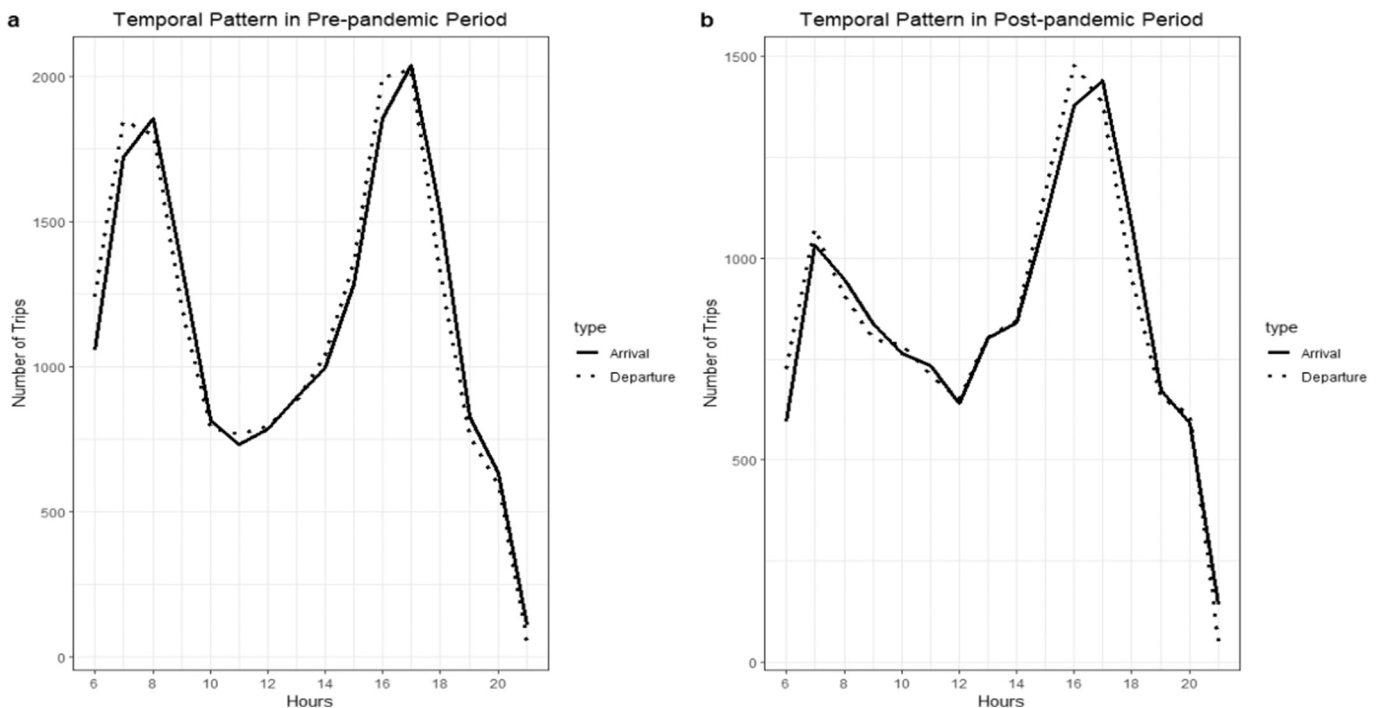 a
Temporal Pattern in Pre-pandemic Period
Number of Trips
2000
1500
1000
500
0
6 8 10 12 14 16 18 20
Hours
type
Arrival
Departure
b
Temporal Pattern in Post-pandemic Period
Number of Trips
1500
1000
500
0
6 8 10 12 14 16 18 20
Hours
type
Arrival
Departure